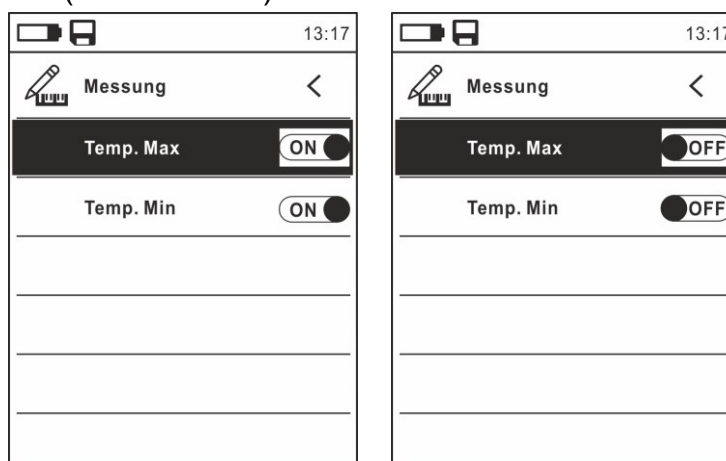 13:17
Messung
Temp. Max ON
Temp. Min ON
13:17
Messung
Temp. Max OFF
Temp. Min OFF